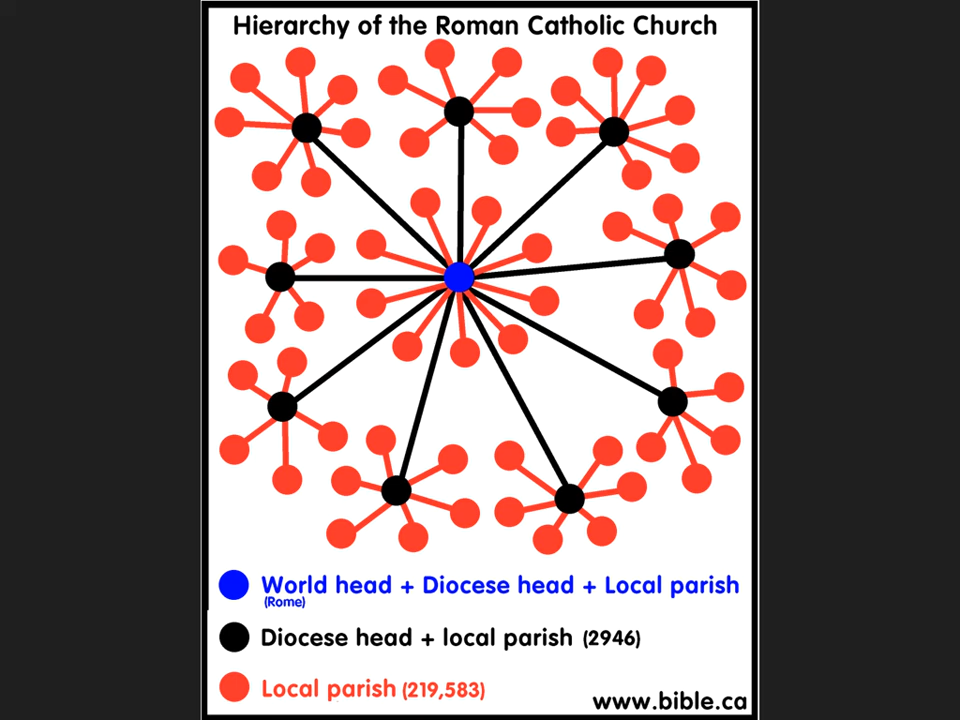 Hierarchy of the Roman Catholic Church
World head + Diocese head + Local parish
(Rome)
Diocese head + local parish (2946)
Local parish (219,583)
www.bible.ca